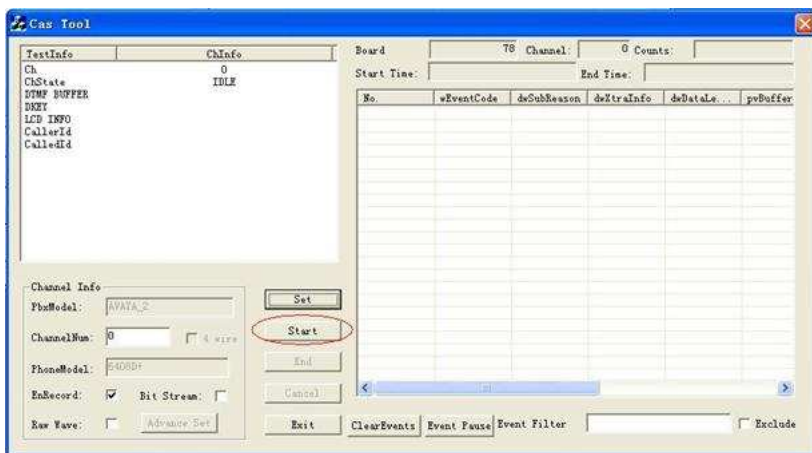 Cas Tool
TestInfo ChInfo
Ch 0
ChState IDLE
DTMF BUFFER
DKEY
LCD INFO
CallerId
CalledId
Board 78 Channel: 0 Counts:
Start Time: End Time:
No. wEventCode dwSubReason dwXtraInfo dwDataLe... pvBuffer
Channel Info
PbxModel: AVAYA_2
ChannelNum: 0 4 wire
PhoneModel: 6408D+
EnRecord: Bit Stream:
Raw Wave: Advance Set
Set
Start
End
Cancel
Exit
ClearEvents Event Pause Event Filter Exclude